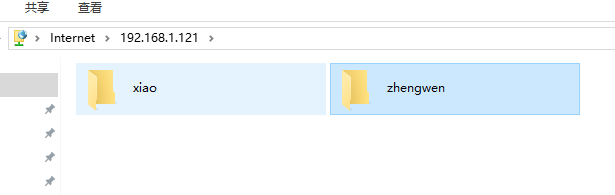 共享 查看
Internet 192.168.1.121
xiao zhengwen